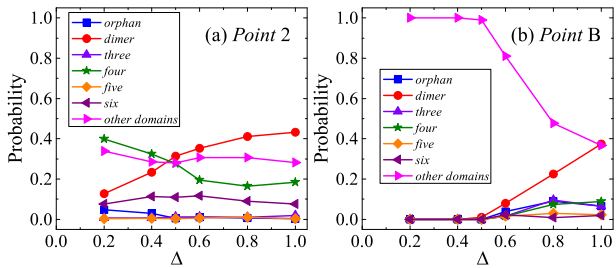 (a) Point 2
Probability
1.0
0.8
0.6
0.4
0.2
0.0
orphan
dimer
three
four
five
six
other domains
0.0 0.2 0.4 0.6 0.8 1.0
Δ
(b) Point B
Probability
1.0
0.8
0.6
0.4
0.2
0.0
orphan
dimer
three
four
five
six
other domains
0.0 0.2 0.4 0.6 0.8 1.0
Δ